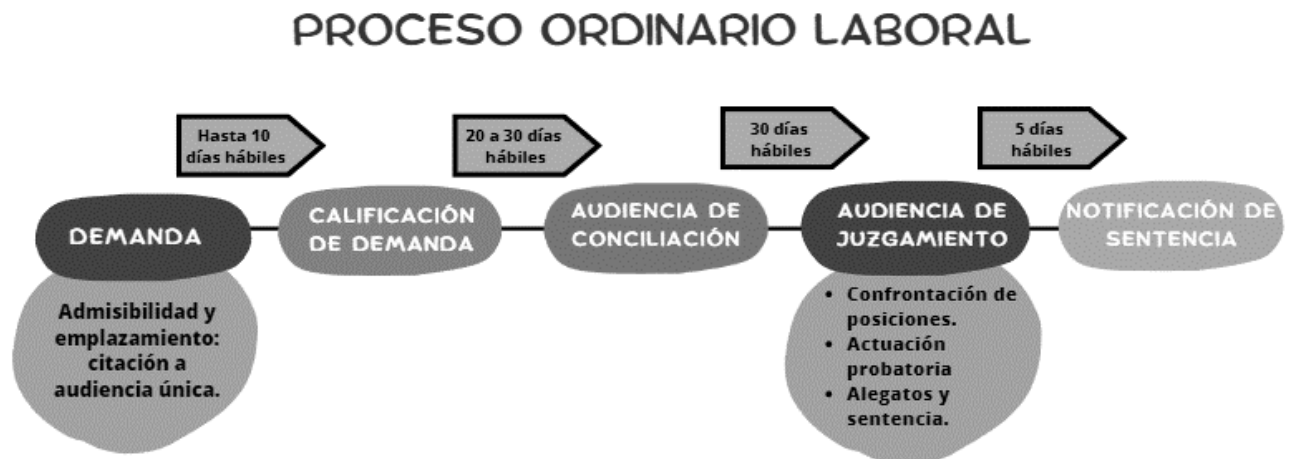 PROCESO ORDINARIO LABORAL
Hasta 10
días hábiles
20 a 30 días
hábiles
30 días
hábiles
5 días
hábiles
DEMANDA
CALIFICACIÓN
DE DEMANDA
AUDIENCIA DE
CONCILIACIÓN
AUDIENCIA DE
JUZGAMIENTO
NOTIFICACIÓN DE
SENTENCIA
Admisibilidad y
emplazamiento:
citación a
audiencia única.
• Confrontación de
posiciones.
• Actuación
probatoria
• Alegatos y
sentencia.